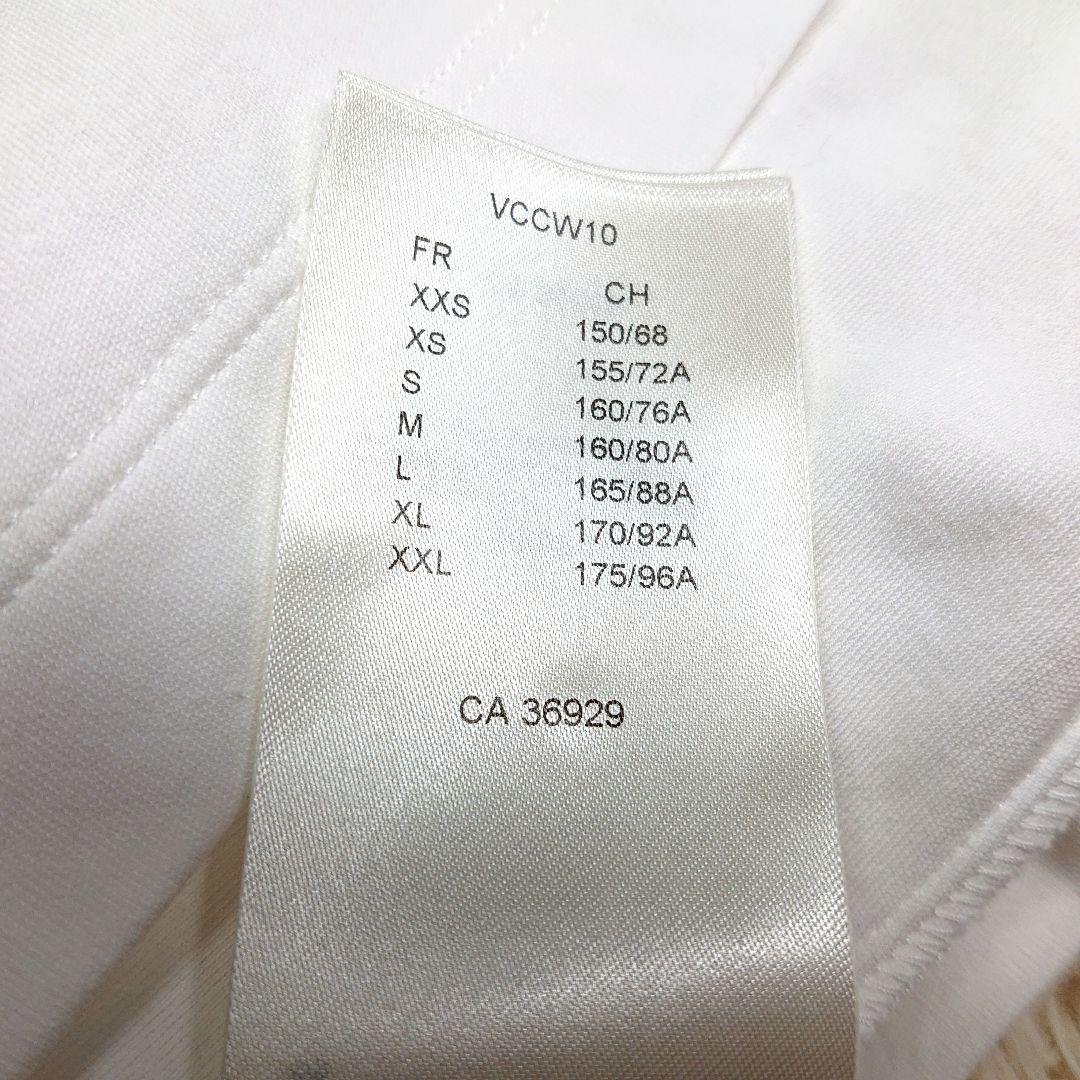 VCCW10
FR CH
XXS 150/68
XS 155/72A
S 160/76A
M 160/80A
L 165/88A
XL 170/92A
XXL 175/96A
CA 36929